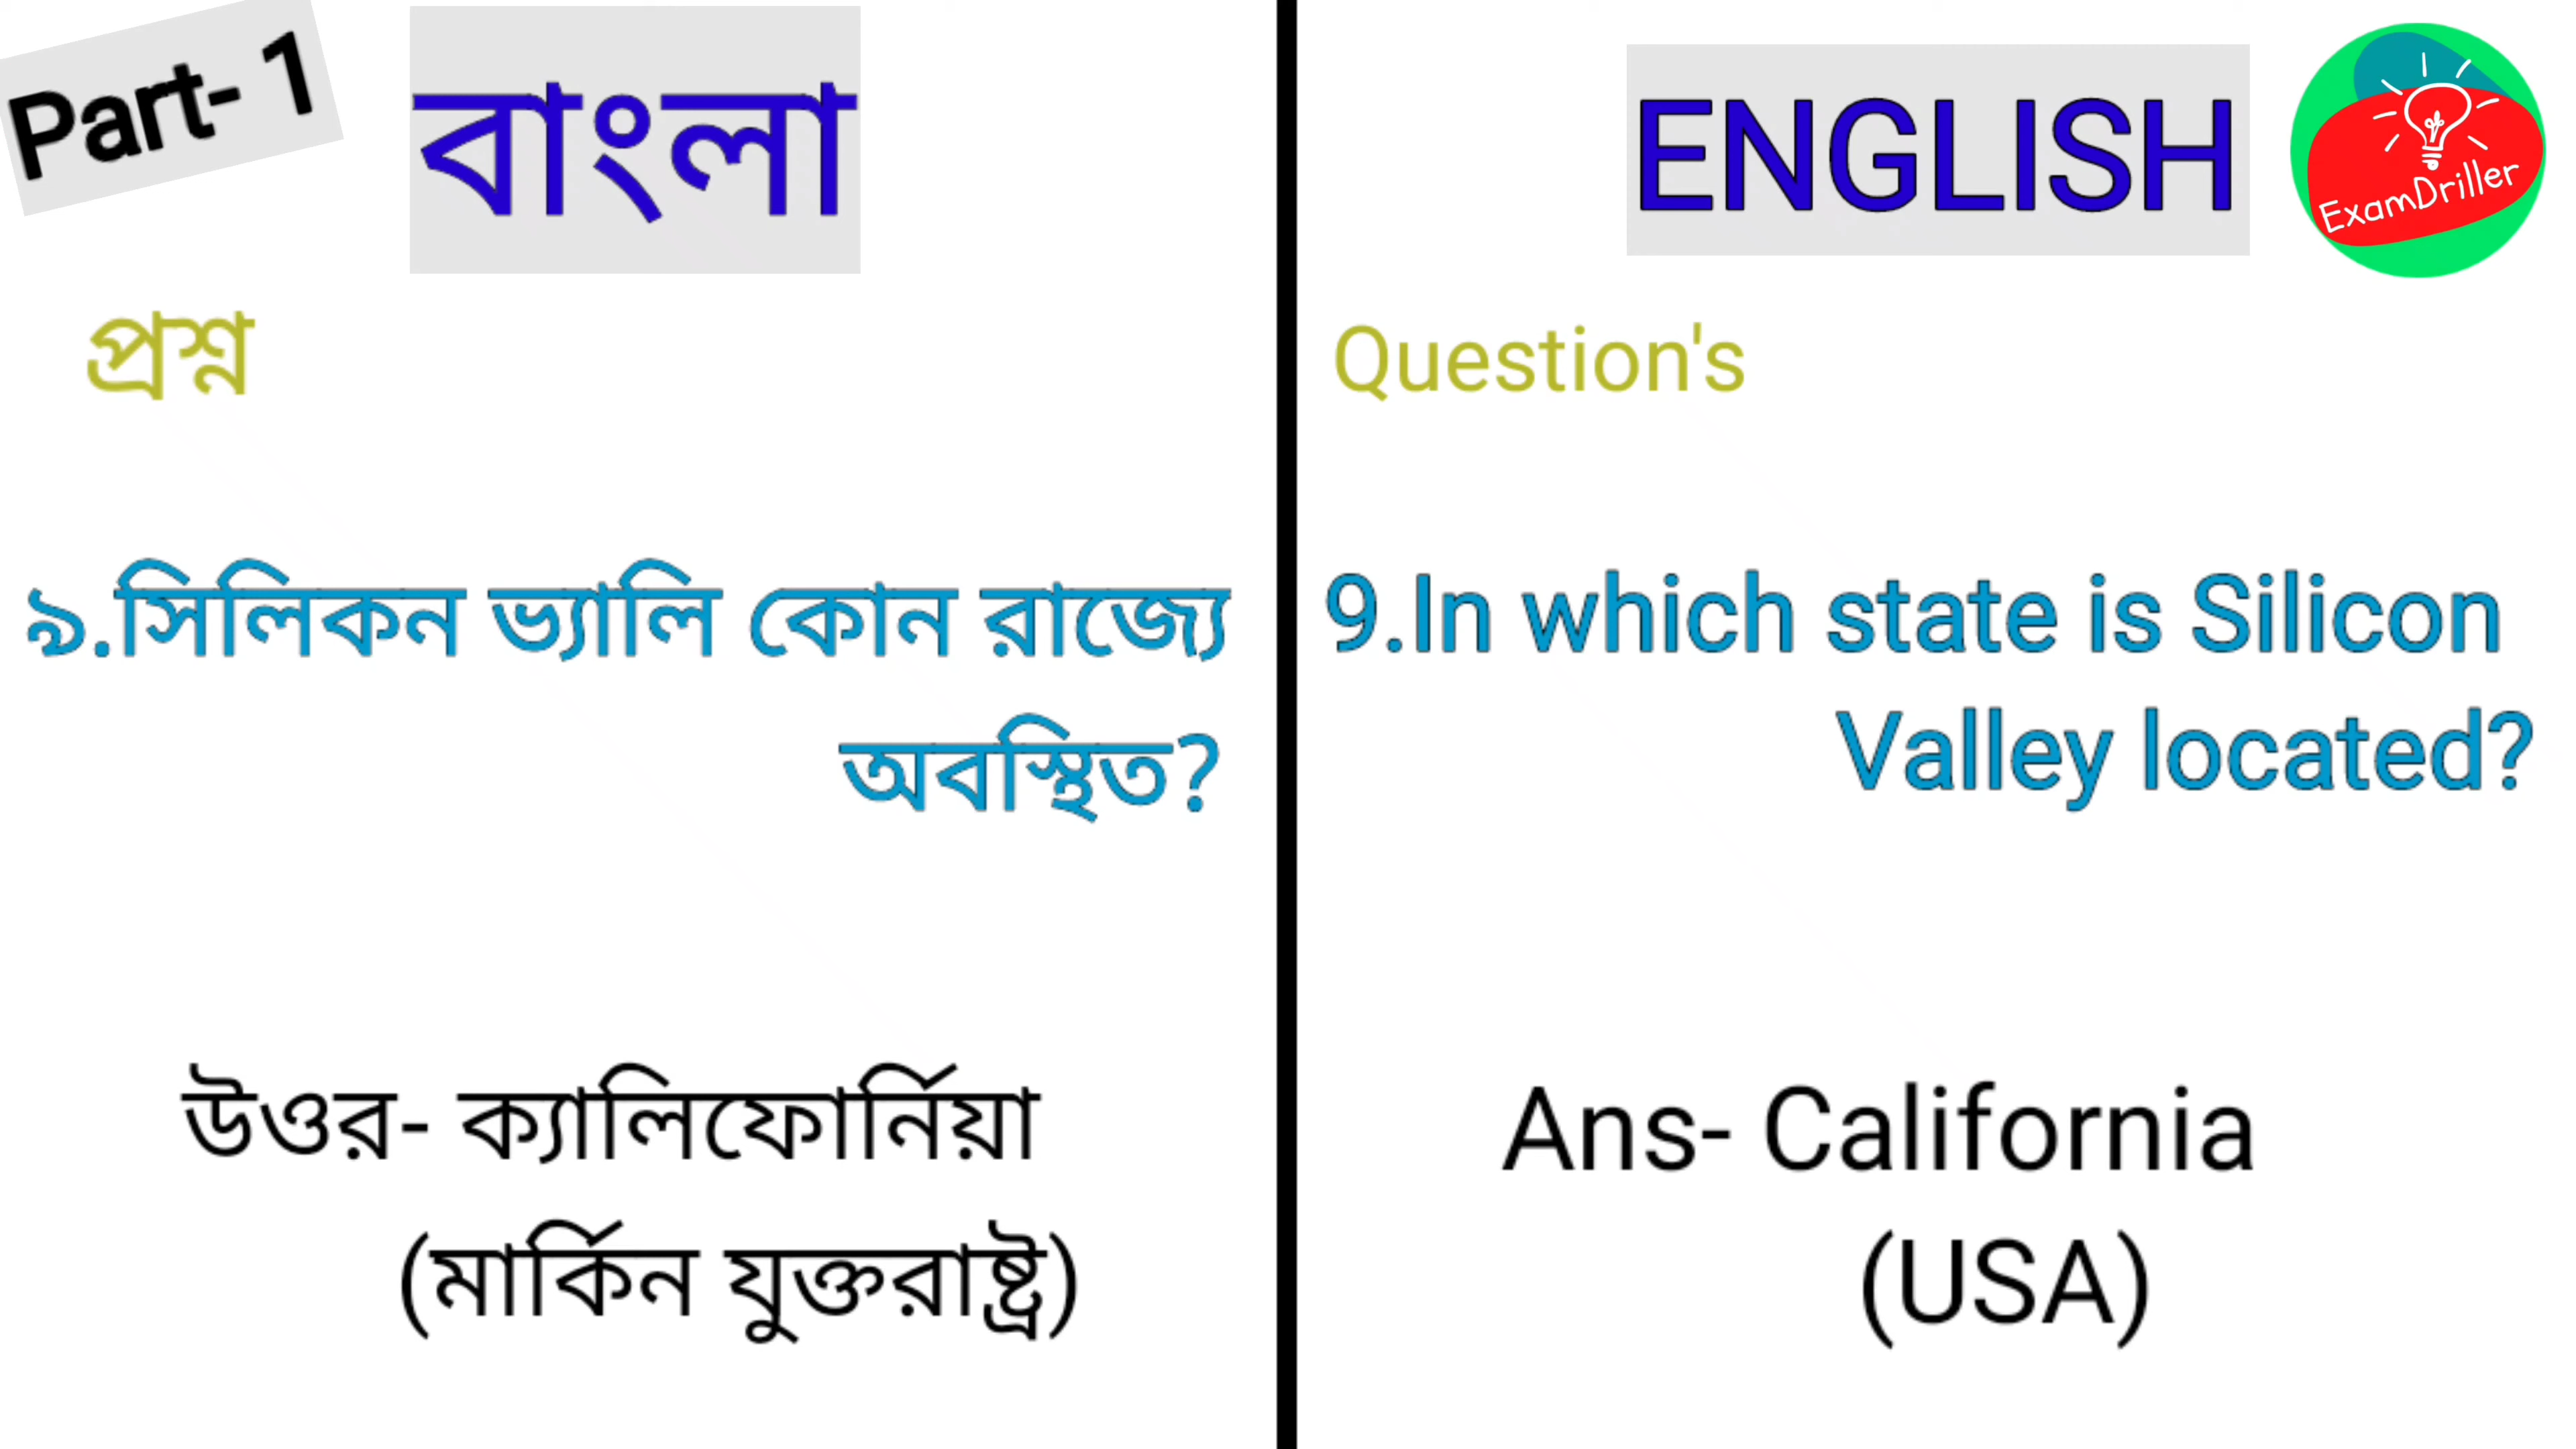 Part- 1
বাংলা
প্রশ্ন
৯.সিলিকন ভ্যালি কোন রাজ্যে
অবস্থিত?
উওর- ক্যালিফোর্নিয়া
(মার্কিন যুক্তরাষ্ট্র)
ENGLISH
ExamDriller
Question's
9.In which state is Silicon
Valley located?
Ans- California
(USA)